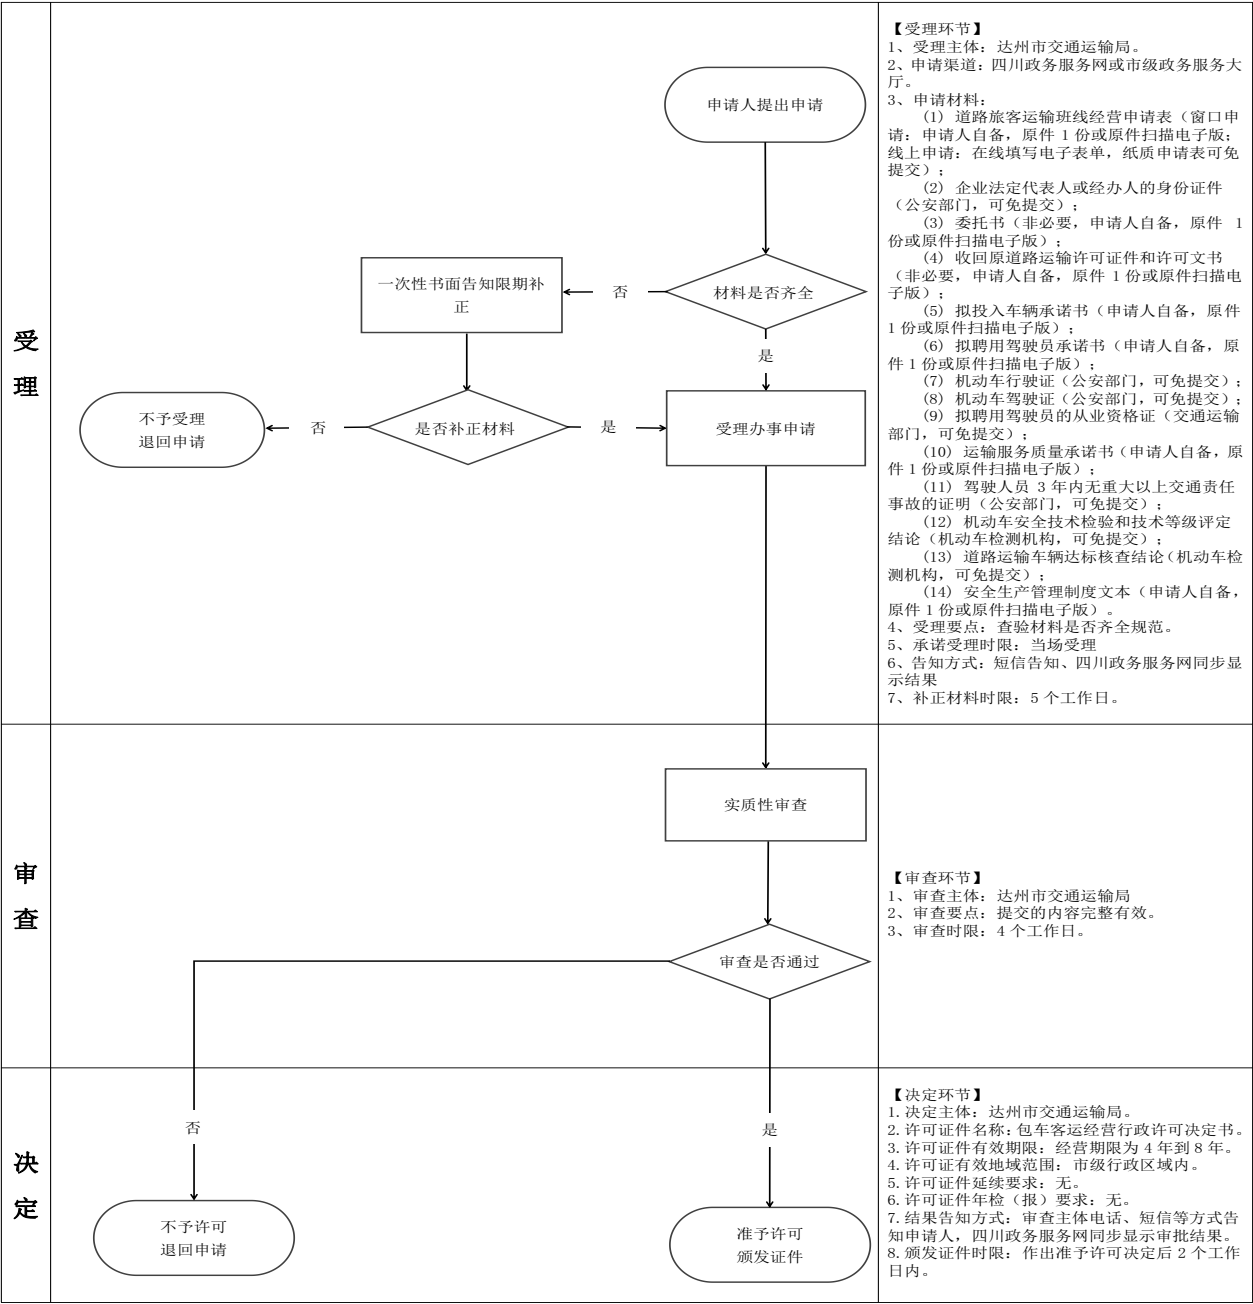 受
理
申请人提出申请
材料是否齐全
否
一次性书面告知限期补
正
是
是否补正材料
否
不予受理
退回申请
是
受理办事申请
【受理环节】
1、受理主体：达州市交通运输局。
2、申请渠道：四川政务服务网或市级政务服务大
厅。
3、申请材料：
(1) 道路旅客运输班线经营申请表（窗口申
请：申请人自备，原件 1 份或原件扫描电子版；
线上申请：在线填写电子表单，纸质申请表可免
提交）；
(2) 企业法定代表人或经办人的身份证件
（公安部门，可免提交）；
(3) 委托书（非必要，申请人自备，原件 1
份或原件扫描电子版）；
(4) 收回原道路运输许可证件和许可文书
（非必要，申请人自备，原件 1 份或原件扫描电
子版）；
(5) 拟投入车辆承诺书（申请人自备，原件
1 份或原件扫描电子版）；
(6) 拟聘用驾驶员承诺书（申请人自备，原
件 1 份或原件扫描电子版）；
(7) 机动车行驶证（公安部门，可免提交）；
(8) 机动车驾驶证（公安部门，可免提交）；
(9) 拟聘用驾驶员的从业资格证（交通运输
部门，可免提交）；
(10) 运输服务质量承诺书（申请人自备，原
件 1 份或原件扫描电子版）；
(11) 驾驶人员 3 年内无重大以上交通责任
事故的证明（公安部门，可免提交）；
(12) 机动车安全技术检验和技术等级评定
结论（机动车检测机构，可免提交）；
(13) 道路运输车辆达标核查结论（机动车检
测机构，可免提交）；
(14) 安全生产管理制度文本（申请人自备，
原件 1 份或原件扫描电子版）。
4、受理要点：查验材料是否齐全规范。
5、承诺受理时限：当场受理
6、告知方式：短信告知、四川政务服务网同步显
示结果
7、补正材料时限：5 个工作日。
审
查
实质性审查
审查是否通过
【审查环节】
1、审查主体：达州市交通运输局
2、审查要点：提交的内容完整有效。
3、审查时限：4 个工作日。
决
定
否
不予许可
退回申请
是
准予许可
颁发证件
【决定环节】
1.决定主体：达州市交通运输局。
2.许可证件名称：包车客运经营行政许可决定书。
3.许可证件有效期限：经营期限为 4 年到 8 年。
4.许可证有效地域范围：市级行政区域内。
5.许可证件延续要求：无。
6.许可证件年检（报）要求：无。
7.结果告知方式：审查主体电话、短信等方式告
知申请人，四川政务服务网同步显示审批结果。
8.颁发证件时限：作出准予许可决定后 2 个工作
日内。